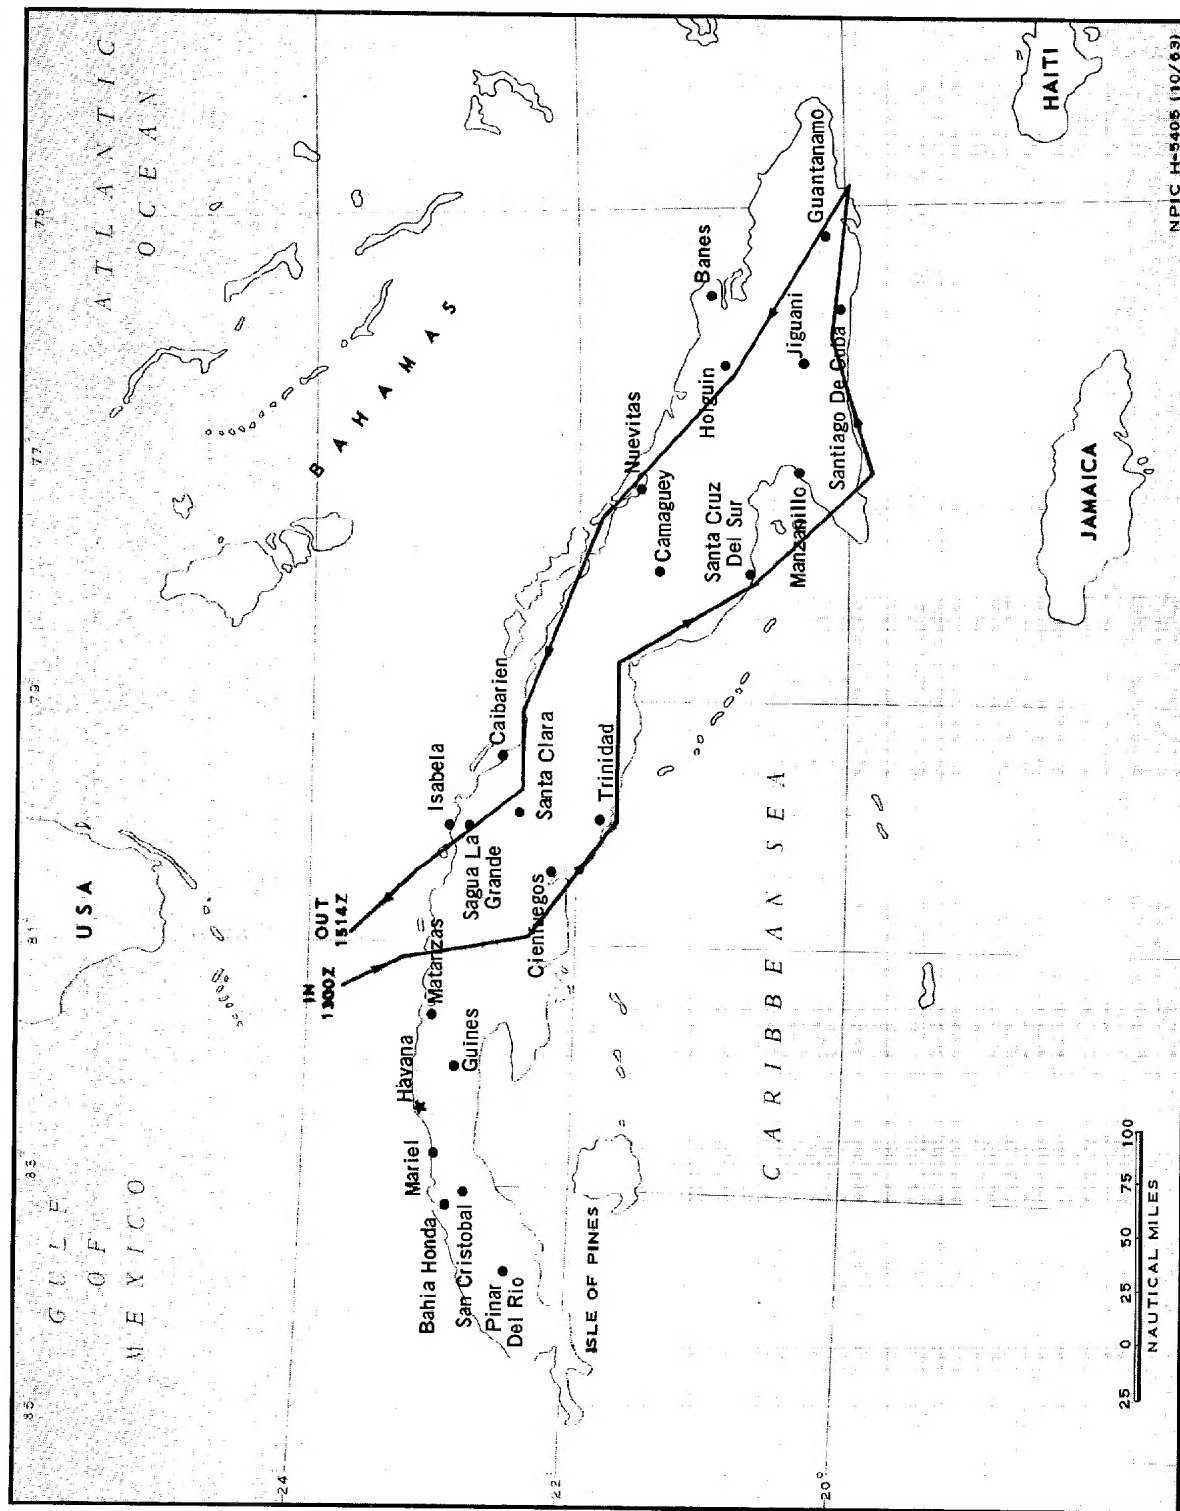 85
83
81
79
77
75
GULF
OF
MEXICO
USA
ATLANTIC
OCEAN
BAHAMAS
24
22
20°
IN
1300Z
OUT
1514Z
Havana
Mariel
Bahia Honda
San Cristobal
Pinar
Del Rio
Guines
Matanzas
Isabela
Sagua La
Grande
Caibarien
Santa Clara
Cienfuegos
Trinidad
Nuevitas
Camaguey
Santa Cruz
Del Sur
Holguin
Banes
Jiguani
Manzanillo
Santiago De Cuba
Guantanamo
ISLE OF PINES
CARIBBEAN SEA
JAMAICA
HAITI
25 0 25 50 75 100
NAUTICAL MILES
NPIC H-5405 (10/63)